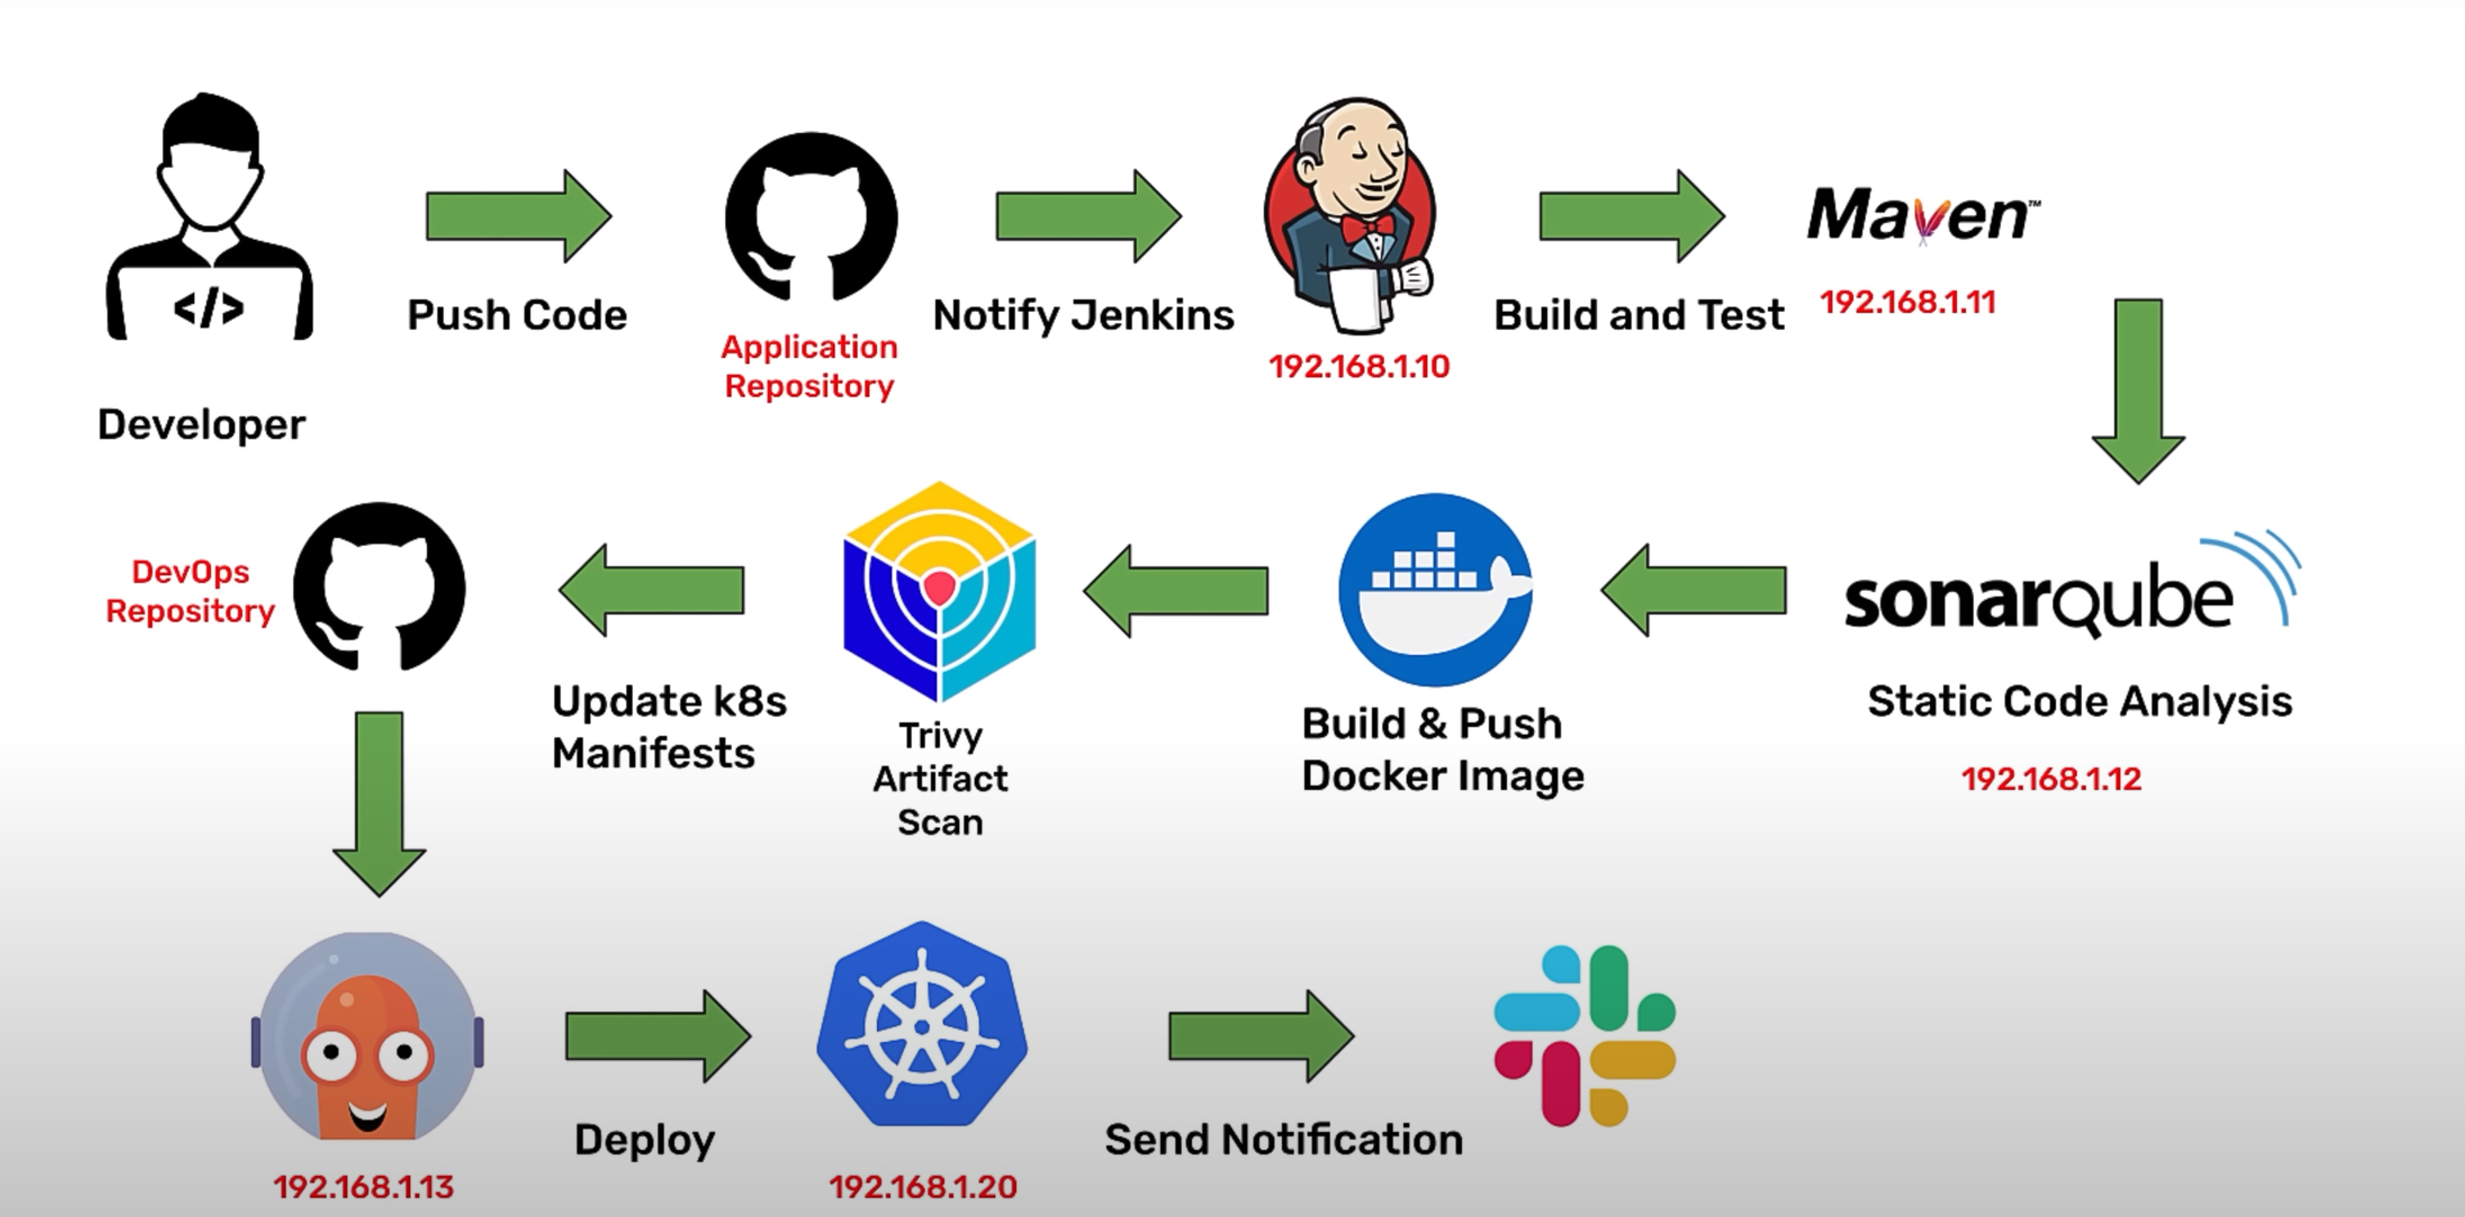 </>
Developer
Push Code
Application
Repository
Notify Jenkins
192.168.1.10
Build and Test
Maven™
192.168.1.11
sonarqube
Static Code Analysis
192.168.1.12
Build & Push
Docker Image
Trivy
Artifact
Scan
Update k8s
Manifests
DevOps
Repository
192.168.1.13
Deploy
192.168.1.20
Send Notification